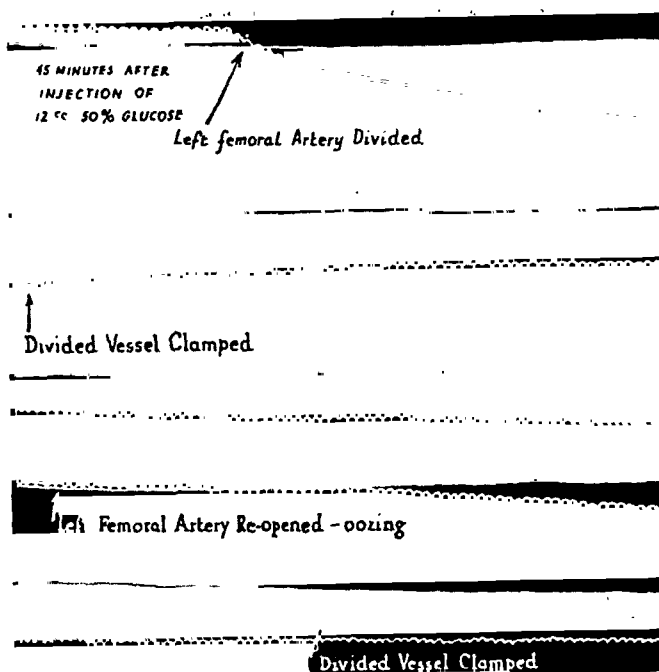 45 MINUTES AFTER
INJECTION OF
12 cc 50% GLUCOSE
Left femoral Artery Divided
Divided Vessel Clamped
Femoral Artery Re-opened - oozing
Divided Vessel Clamped